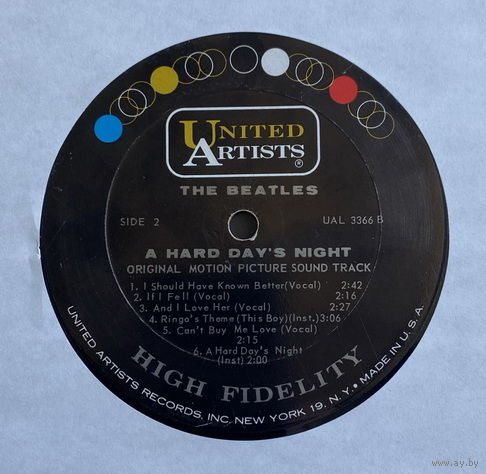 UNITED
ARTISTS ®
THE BEATLES
SIDE 2 UAL 3366 B
A HARD DAY'S NIGHT
ORIGINAL MOTION PICTURE SOUND TRACK
1. I Should Have Known Better (Vocal) 2:42
2. If I Fell (Vocal) 2:16
3. And I Love Her (Vocal) 2:27
4. Ringo's Theme (This Boy) (Inst.) 3:06
5. Can't Buy Me Love (Vocal)
2:15
6. A Hard Day's Night
(Inst) 2:00
HIGH FIDELITY
UNITED ARTISTS RECORDS, INC. NEW YORK 19, N.Y. • MADE IN U.S.A.
www.ay.by